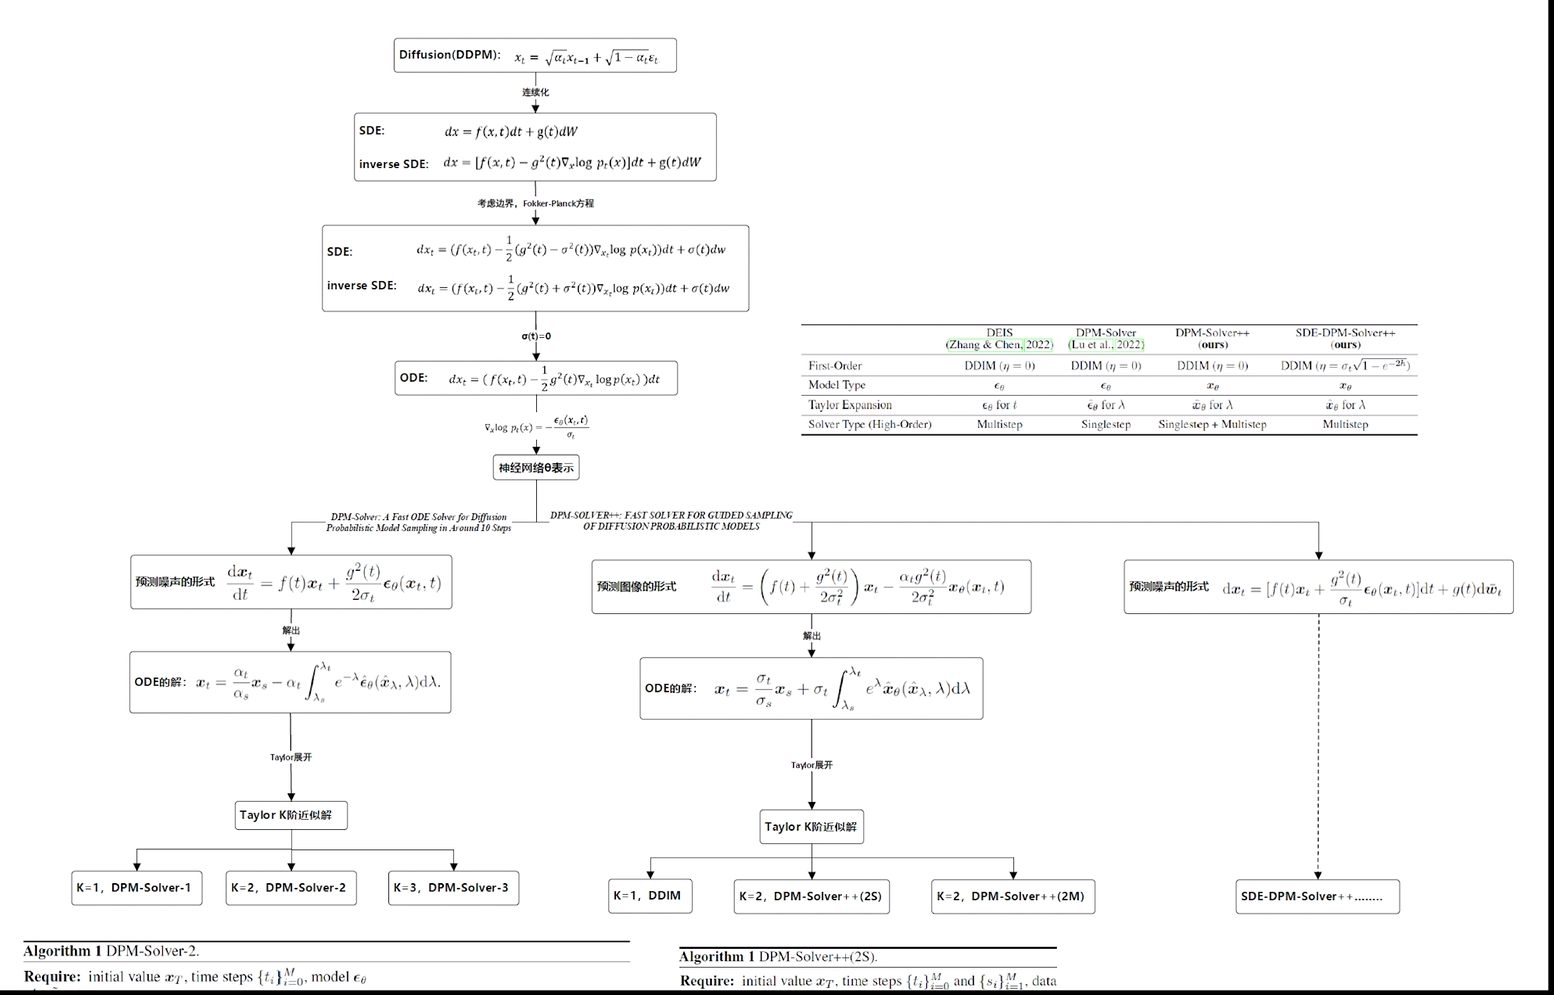 Diffusion(DDPM): $x_t = \sqrt{\alpha_t}x_{t-1} + \sqrt{1-\alpha_t}\varepsilon_t$
连续化
SDE: $dx = f(x,t)dt + g(t)dW$
inverse SDE: $dx = [f(x,t) - g^2(t)\nabla_x \log p_t(x)]dt + g(t)dW$
考虑边界，Fokker-Planck方程
SDE: $dx_t = (f(x_t,t) - \frac{1}{2}(g^2(t) - \sigma^2(t))\nabla_{x_t}\log p(x_t))dt + \sigma(t)dw$
inverse SDE: $dx_t = (f(x_t,t) - \frac{1}{2}(g^2(t) + \sigma^2(t))\nabla_{x_t}\log p(x_t))dt + \sigma(t)dw$
σ(t)=0
ODE: $dx_t = (f(x_t,t) - \frac{1}{2}g^2(t)\nabla_{x_t}\log p(x_t))dt$
$\nabla_x \log p_t(x) = -\frac{\epsilon_\theta(x_t,t)}{\sigma_t}$
神经网络θ表示
DEIS DPM-Solver DPM-Solver++ SDE-DPM-Solver++
(Zhang & Chen, 2022) (Lu et al., 2022) (ours) (ours)
First-Order DDIM ($\eta = 0$) DDIM ($\eta = 0$) DDIM ($\eta = 0$) DDIM ($\eta = \sigma_t\sqrt{1-e^{-2h}}$)
Model Type $\epsilon_\theta$ $\epsilon_\theta$ $x_\theta$ $x_\theta$
Taylor Expansion $\epsilon_\theta$ for $t$ $\hat{\epsilon}_\theta$ for $\lambda$ $\hat{x}_\theta$ for $\lambda$ $\hat{x}_\theta$ for $\lambda$
Solver Type (High-Order) Multistep Singlestep Singlestep + Multistep Multistep
DPM-Solver: A Fast ODE Solver for Diffusion
Probabilistic Model Sampling in Around 10 Steps
DPM-SOLVER++: FAST SOLVER FOR GUIDED SAMPLING
OF DIFFUSION PROBABILISTIC MODELS
预测噪声的形式 $\frac{dx_t}{dt} = f(t)x_t + \frac{g^2(t)}{2\sigma_t}\epsilon_\theta(x_t,t)$
解出
ODE的解: $x_t = \frac{\alpha_t}{\alpha_s}x_s - \alpha_t\int_{\lambda_s}^{\lambda_t} e^{-\lambda}\hat{\epsilon}_\theta(\hat{x}_\lambda,\lambda)d\lambda.$
Taylor展开
Taylor K阶近似解
K=1，DPM-Solver-1
K=2，DPM-Solver-2
K=3，DPM-Solver-3
预测图像的形式 $\frac{dx_t}{dt} = \left(f(t) + \frac{g^2(t)}{2\sigma_t^2}\right)x_t - \frac{\alpha_t g^2(t)}{2\sigma_t^2}x_\theta(x_t,t)$
解出
ODE的解: $x_t = \frac{\sigma_t}{\sigma_s}x_s + \sigma_t\int_{\lambda_s}^{\lambda_t} e^{\lambda}\hat{x}_\theta(\hat{x}_\lambda,\lambda)d\lambda$
Taylor展开
Taylor K阶近似解
K=1，DDIM
K=2，DPM-Solver++(2S)
K=2，DPM-Solver++(2M)
预测噪声的形式 $dx_t = [f(t)x_t + \frac{g^2(t)}{\sigma_t}\epsilon_\theta(x_t,t)]dt + g(t)d\bar{w}_t$
SDE-DPM-Solver++........
Algorithm 1 DPM-Solver-2.
Require: initial value $x_T$, time steps $\{t_i\}_{i=0}^M$, model $\epsilon_\theta$
Algorithm 1 DPM-Solver++(2S).
Require: initial value $x_T$, time steps $\{t_i\}_{i=0}^M$ and $\{s_i\}_{i=1}^M$, data